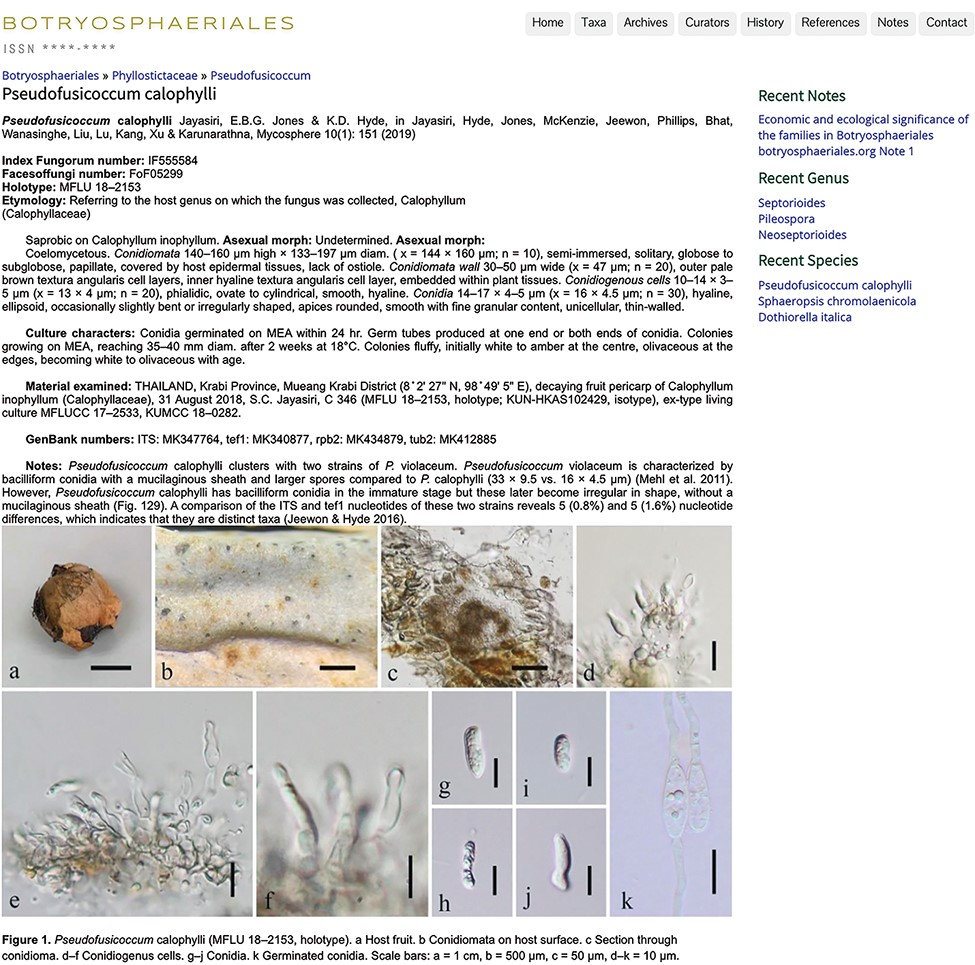 BOTRYOSPHAERIALES
Home Taxa Archives Curators History References Notes Contact
ISSN ****-****
Botryosphaeriales » Phyllostictaceae » Pseudofusicoccum
Pseudofusicoccum calophylli
Pseudofusicoccum calophylli Jayasiri, E.B.G. Jones & K.D. Hyde, in Jayasiri, Hyde, Jones, McKenzie, Jeewon, Phillips, Bhat,
Wanasinghe, Liu, Lu, Kang, Xu & Karunarathna, Mycosphere 10(1): 151 (2019)
Index Fungorum number: IF555584
Facesoffungi number: FoF05299
Holotype: MFLU 18–2153
Etymology: Referring to the host genus on which the fungus was collected, Calophyllum
(Calophyllaceae)
Saprobic on Calophyllum inophyllum. Asexual morph: Undetermined. Asexual morph:
Coelomycetous. Conidiomata 140–160 μm high × 133–197 μm diam. ( x = 144 × 160 μm; n = 10), semi-immersed, solitary, globose to
subglobose, papillate, covered by host epidermal tissues, lack of ostiole. Conidiomata wall 30–50 μm wide (x = 47 μm; n = 20), outer pale
brown textura angularis cell layers, inner hyaline textura angularis cell layer, embedded within plant tissues. Conidiogenous cells 10–14 × 3–
5 μm (x = 13 × 4 μm; n = 20), phialidic, ovate to cylindrical, smooth, hyaline. Conidia 14–17 × 4–5 μm (x = 16 × 4.5 μm; n = 30), hyaline,
ellipsoid, occasionally slightly bent or irregularly shaped, apices rounded, smooth with fine granular content, unicellular, thin-walled.
Culture characters: Conidia germinated on MEA within 24 hr. Germ tubes produced at one end or both ends of conidia. Colonies
growing on MEA, reaching 35–40 mm diam. after 2 weeks at 18°C. Colonies fluffy, initially white to amber at the centre, olivaceous at the
edges, becoming white to olivaceous with age.
Material examined: THAILAND, Krabi Province, Mueang Krabi District (8˚2' 27" N, 98˚49' 5" E), decaying fruit pericarp of Calophyllum
inophyllum (Calophyllaceae), 31 August 2018, S.C. Jayasiri, C 346 (MFLU 18–2153, holotype; KUN-HKAS102429, isotype), ex-type living
culture MFLUCC 17–2533, KUMCC 18–0282.
GenBank numbers: ITS: MK347764, tef1: MK340877, rpb2: MK434879, tub2: MK412885
Notes: Pseudofusicoccum calophylli clusters with two strains of P. violaceum. Pseudofusicoccum violaceum is characterized by
bacilliform conidia with a mucilaginous sheath and larger spores compared to P. calophylli (33 × 9.5 vs. 16 × 4.5 μm) (Mehl et al. 2011).
However, Pseudofusicoccum calophylli has bacilliform conidia in the immature stage but these later become irregular in shape, without a
mucilaginous sheath (Fig. 129). A comparison of the ITS and tef1 nucleotides of these two strains reveals 5 (0.8%) and 5 (1.6%) nucleotide
differences, which indicates that they are distinct taxa (Jeewon & Hyde 2016).
a b c d
e f g i
h j k
Figure 1. Pseudofusicoccum calophylli (MFLU 18–2153, holotype). a Host fruit. b Conidiomata on host surface. c Section through
conidioma. d–f Conidiogenus cells. g–j Conidia. k Germinated conidia. Scale bars: a = 1 cm, b = 500 μm, c = 50 μm, d–k = 10 μm.
Recent Notes
Economic and ecological significance of
the families in Botryosphaeriales
botryosphaeriales.org Note 1
Recent Genus
Septorioides
Pileospora
Neoseptorioides
Recent Species
Pseudofusicoccum calophylli
Sphaeropsis chromolaenicola
Dothiorella italica